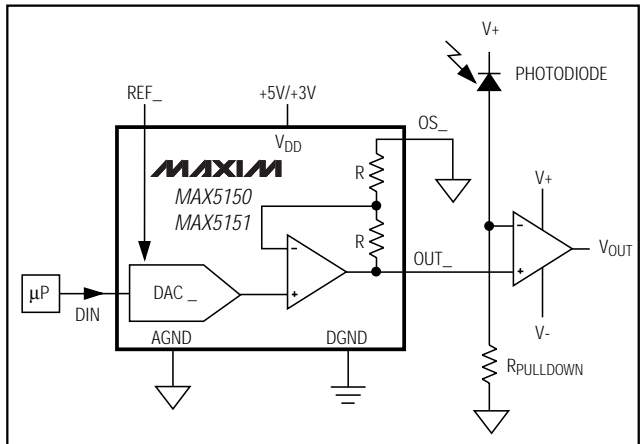 V+
PHOTODIODE
REF_
+5V/+3V
OS_
VDD
MAXIM
MAX5150
MAX5151
R
R
V+
-
+
-
+
VOUT
OUT_
µP
DIN
DAC _
AGND
DGND
V-
RPULLDOWN